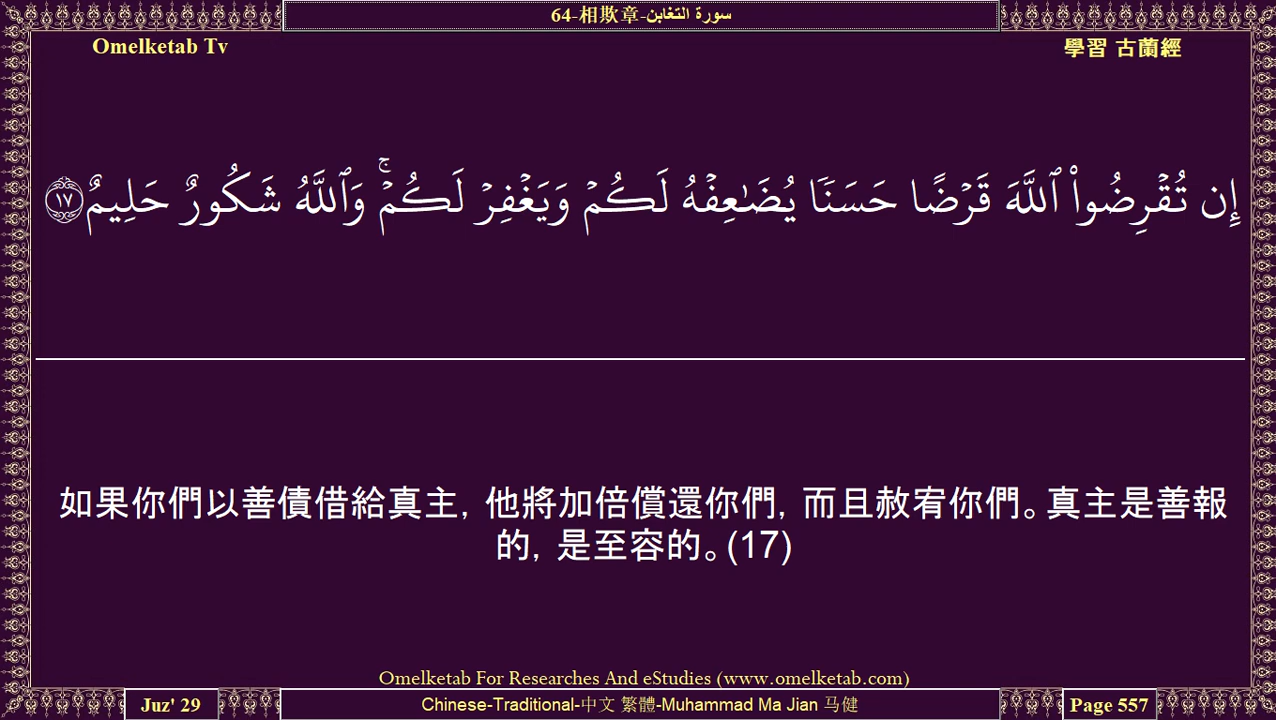 64-相欺章-سورة التغابن
Omelketab Tv
學習 古蘭經
إِن تُقۡرِضُواْ ٱللَّهَ قَرۡضًا حَسَنٗا يُضَٰعِفۡهُ لَكُمۡ وَيَغۡفِرۡ لَكُمۡۚ وَٱللَّهُ شَكُورٌ حَلِيمٌ ١٧
如果你們以善債借給真主，他將加倍償還你們，而且赦宥你們。真主是善報
的，是至容的。(17)
Omelketab For Researches And eStudies (www.omelketab.com)
Juz' 29
Chinese-Traditional-中文 繁體-Muhammad Ma Jian 马健
Page 557